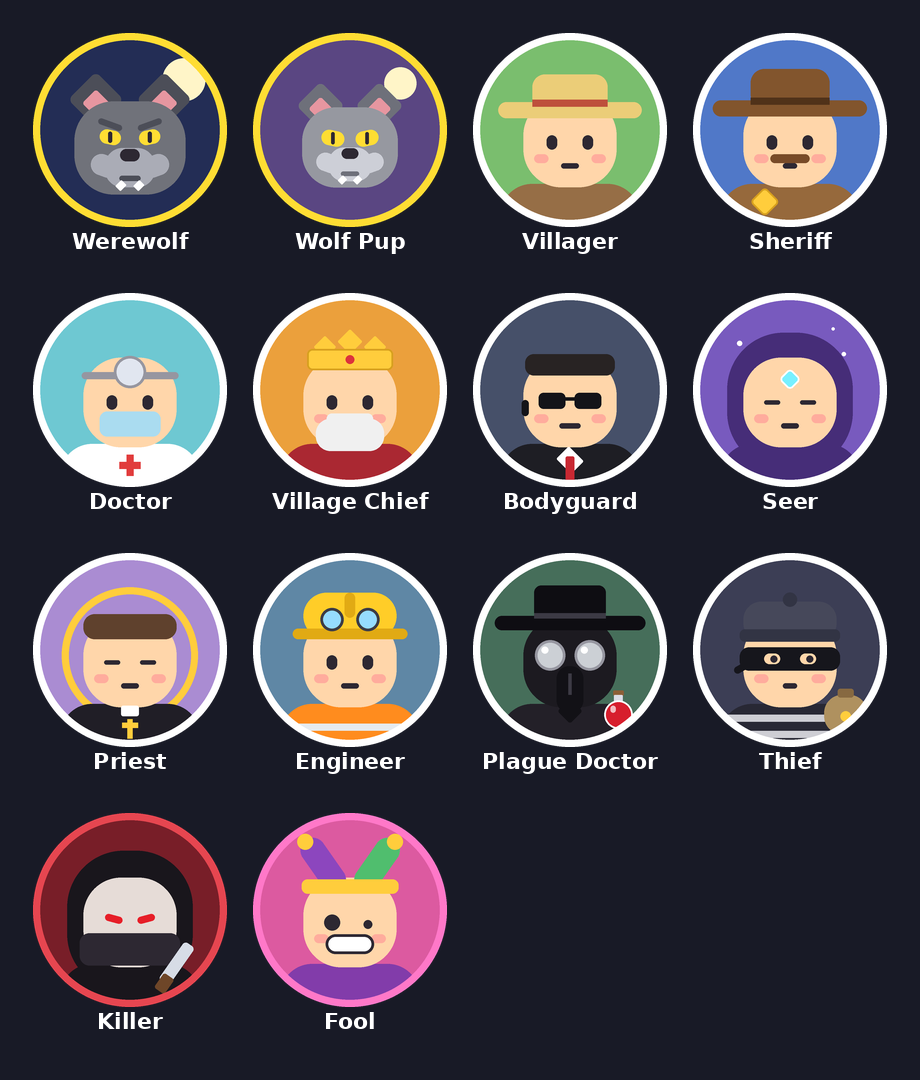 Werewolf
Wolf Pup
Villager
Sheriff
Doctor
Village Chief
Bodyguard
Seer
Priest
Engineer
Plague Doctor
Thief
Killer
Fool